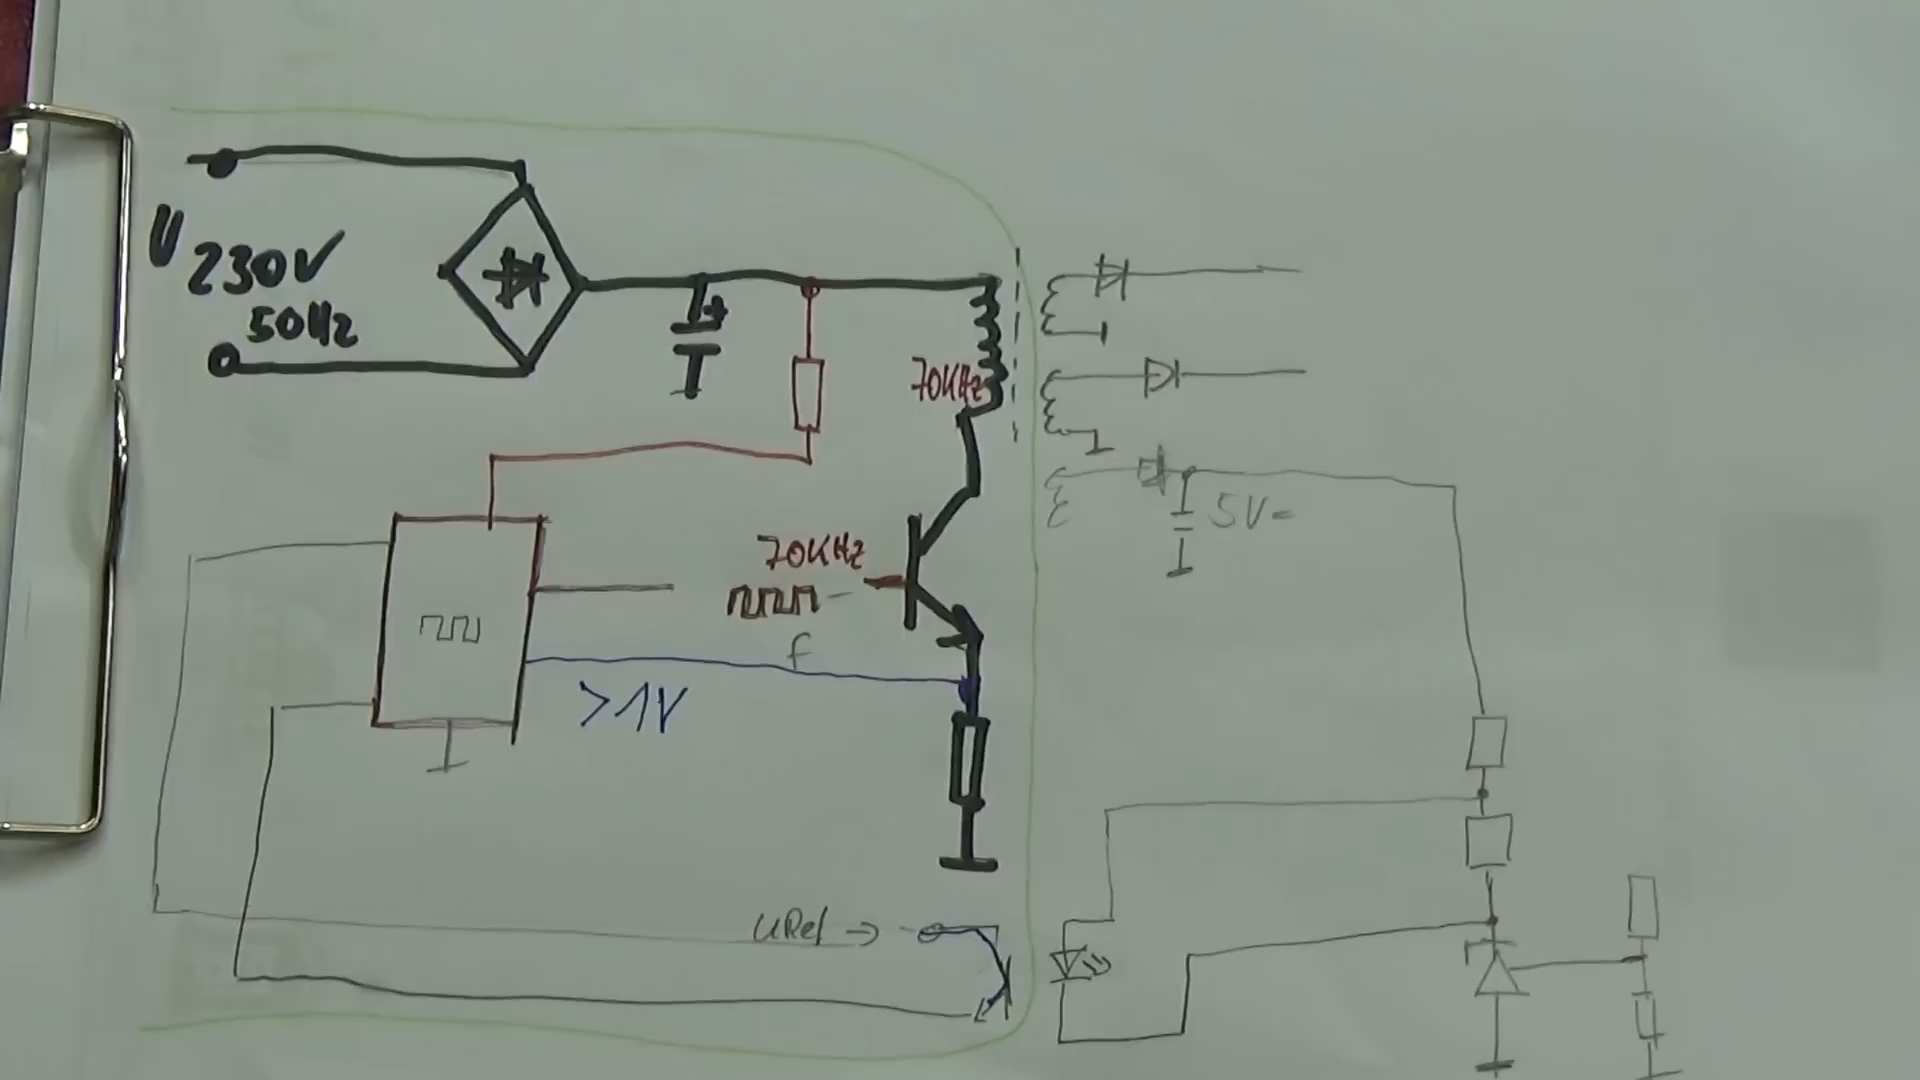 U 230V
50Hz
70KHz
5V=
70KHz
f
>1V
URef →